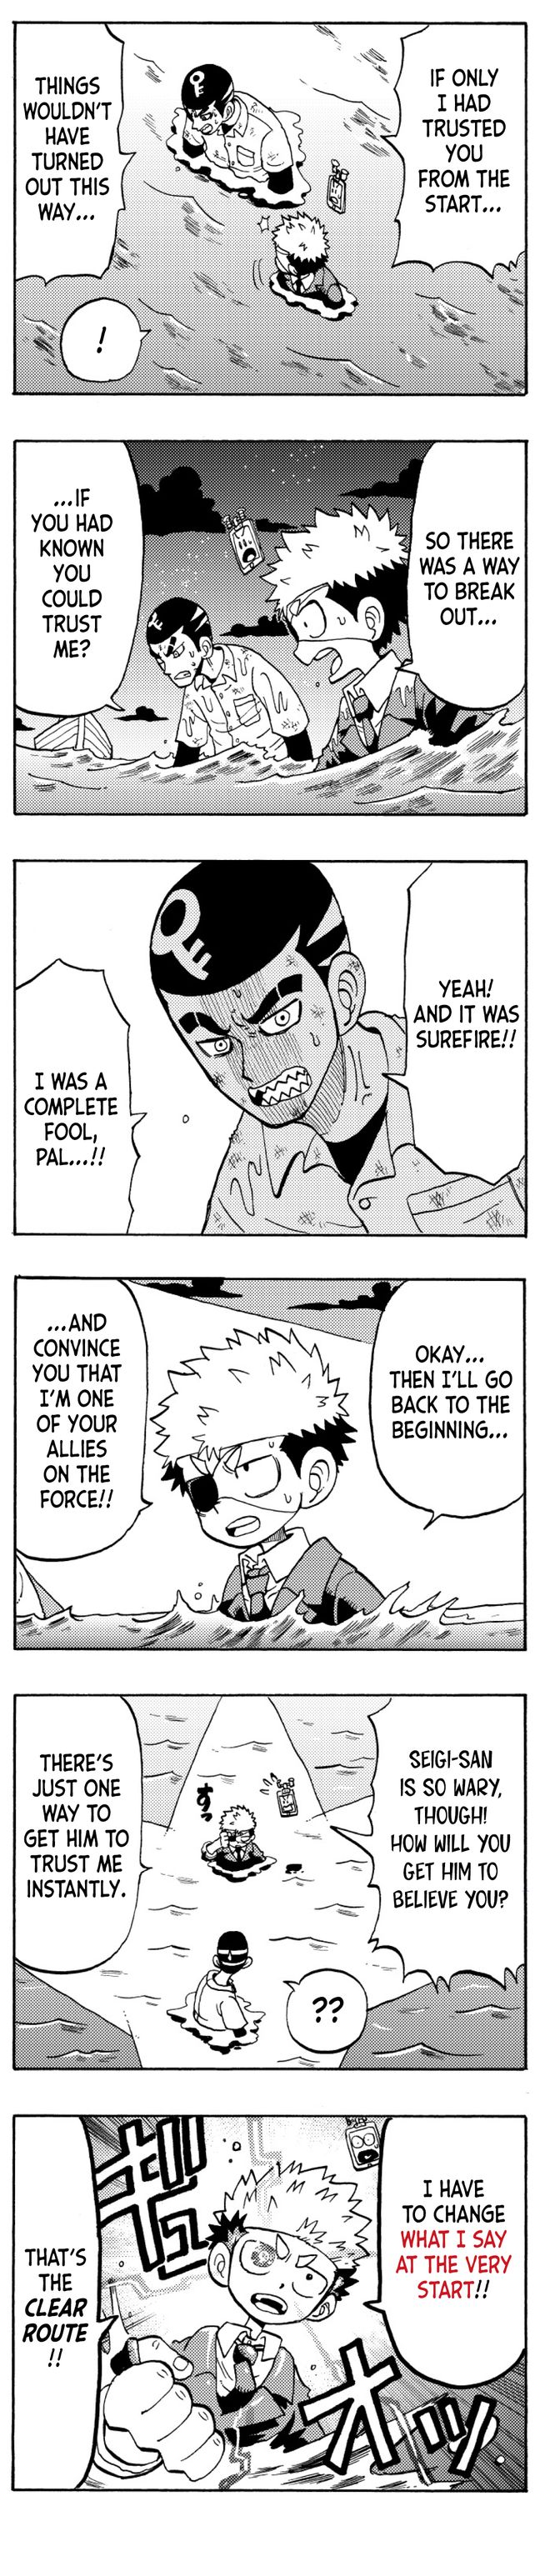 IF ONLY
I HAD
TRUSTED
YOU
FROM THE
START...
THINGS
WOULDN'T
HAVE
TURNED
OUT THIS
WAY...
!
SO THERE
WAS A WAY
TO BREAK
OUT...
...IF
YOU HAD
KNOWN
YOU
COULD
TRUST
ME?
YEAH!
AND IT WAS
SUREFIRE!!
I WAS A
COMPLETE
FOOL,
PAL...!!
OKAY...
THEN I'LL GO
BACK TO THE
BEGINNING...
...AND
CONVINCE
YOU THAT
I'M ONE
OF YOUR
ALLIES
ON THE
FORCE!!
SEIGI-SAN
IS SO WARY,
THOUGH!
HOW WILL YOU
GET HIM TO
BELIEVE YOU?
THERE'S
JUST ONE
WAY TO
GET HIM TO
TRUST ME
INSTANTLY.
すっ
??
I HAVE
TO CHANGE
WHAT I SAY
AT THE VERY
START!!
THAT'S
THE
CLEAR
ROUTE
!!
オッ